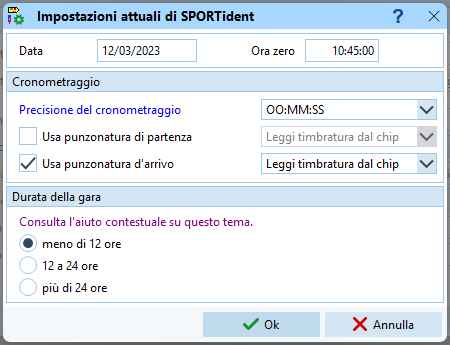 Impostazioni attuali di SPORTident ?
Data 12/03/2023 Ora zero 10:45:00
Cronometraggio
Precisione del cronometraggio OO:MM:SS
Usa punzonatura di partenza Leggi timbratura dal chip
Usa punzonatura d'arrivo Leggi timbratura dal chip
Durata della gara
Consulta l'aiuto contestuale su questo tema.
meno di 12 ore
12 a 24 ore
più di 24 ore
Ok Annulla